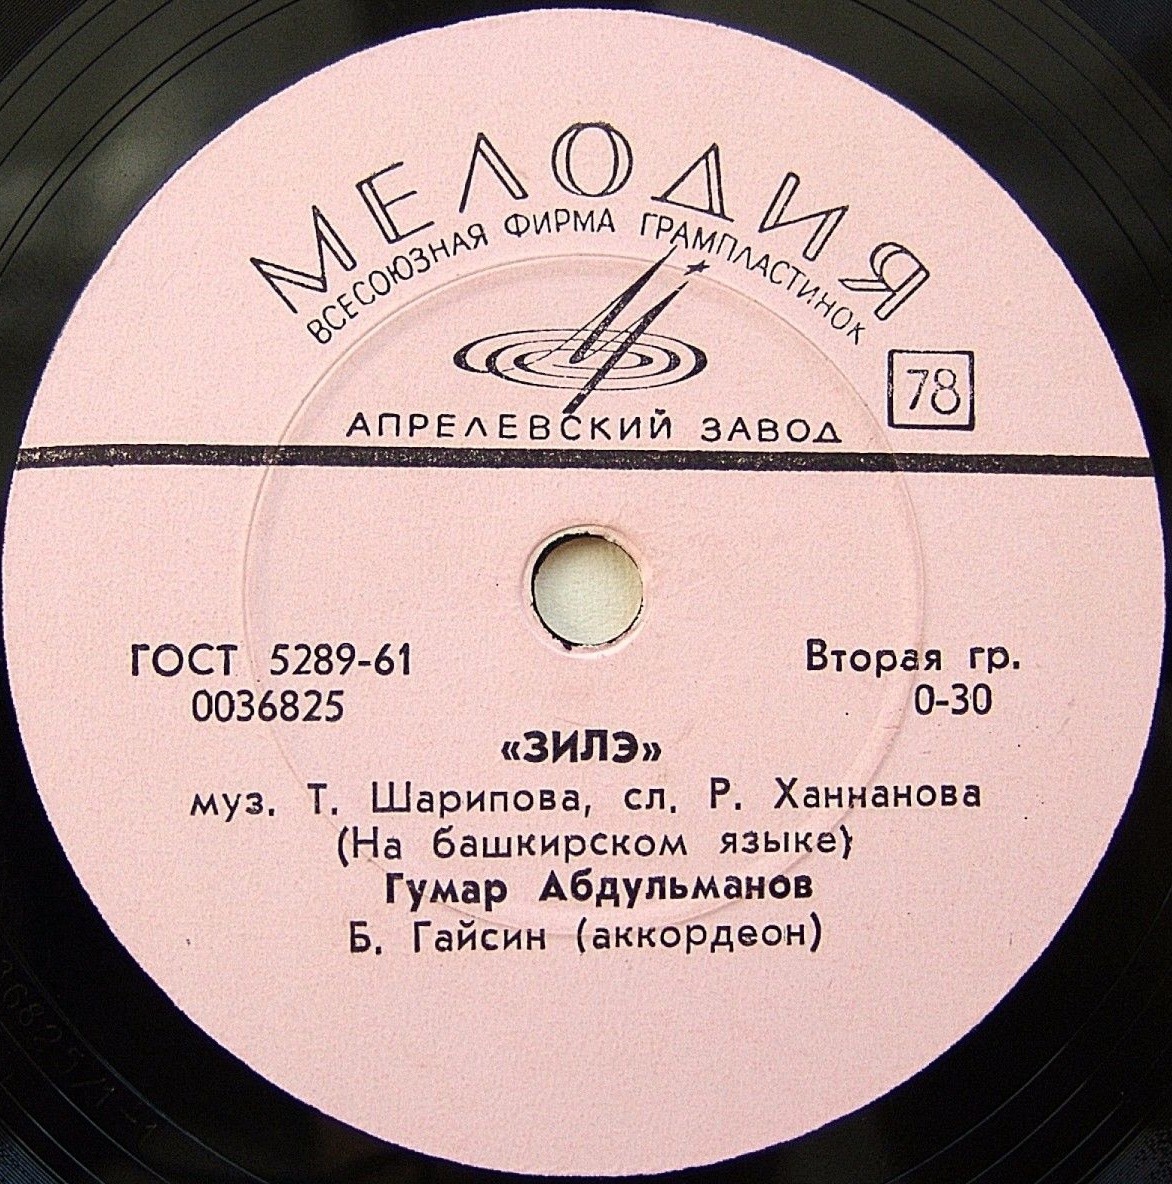 МЕЛОДИЯ
ВСЕСОЮЗНАЯ ФИРМА ГРАМПЛАСТИНОК
78
АПРЕЛЕВСКИЙ ЗАВОД
ГОСТ 5289-61
0036825
Вторая гр.
0-30
«ЗИЛЭ»
муз. Т. Шарипова, сл. Р. Ханнанова
(На башкирском языке)
Гумар Абдульманов
Б. Гайсин (аккордеон)